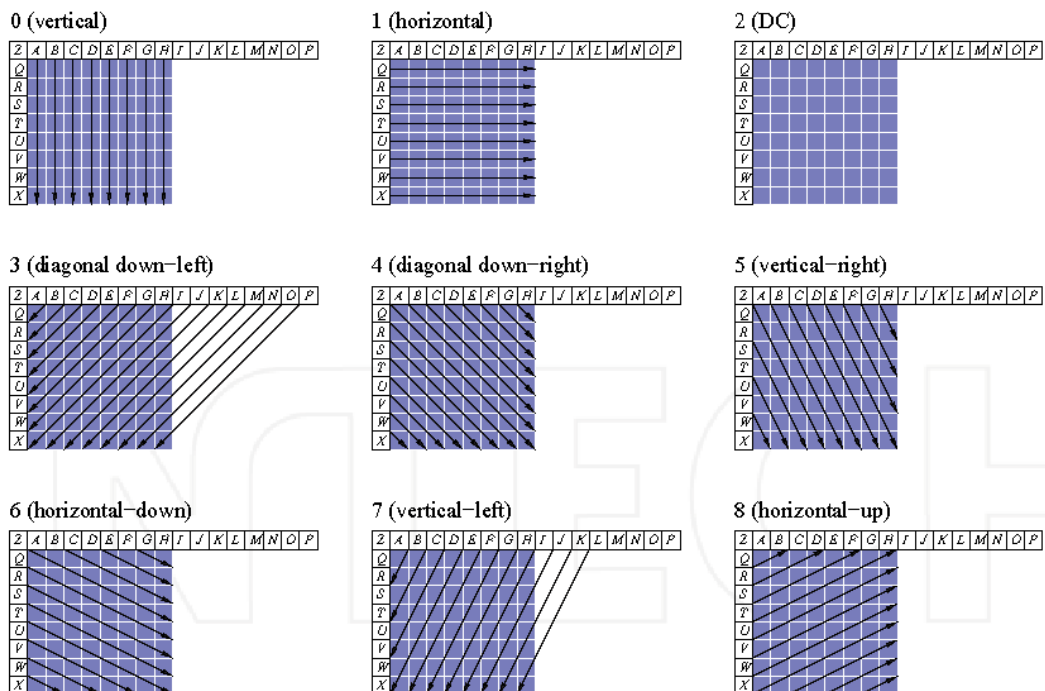 0 (vertical)
Z A B C D E F G H I J K L M N O P
Q
R
S
T
U
V
W
X
1 (horizontal)
Z A B C D E F G H I J K L M N O P
Q
R
S
T
U
V
W
X
2 (DC)
Z A B C D E F G H I J K L M N O P
Q
R
S
T
U
V
W
X
3 (diagonal down-left)
Z A B C D E F G H I J K L M N O P
Q
R
S
T
U
V
W
X
4 (diagonal down-right)
Z A B C D E F G H I J K L M N O P
Q
R
S
T
U
V
W
X
5 (vertical-right)
Z A B C D E F G H I J K L M N O P
Q
R
S
T
U
V
W
X
6 (horizontal-down)
Z A B C D E F G H I J K L M N O P
Q
R
S
T
U
V
W
X
7 (vertical-left)
Z A B C D E F G H I J K L M N O P
Q
R
S
T
U
V
W
X
8 (horizontal-up)
Z A B C D E F G H I J K L M N O P
Q
R
S
T
U
V
W
X
NTECH